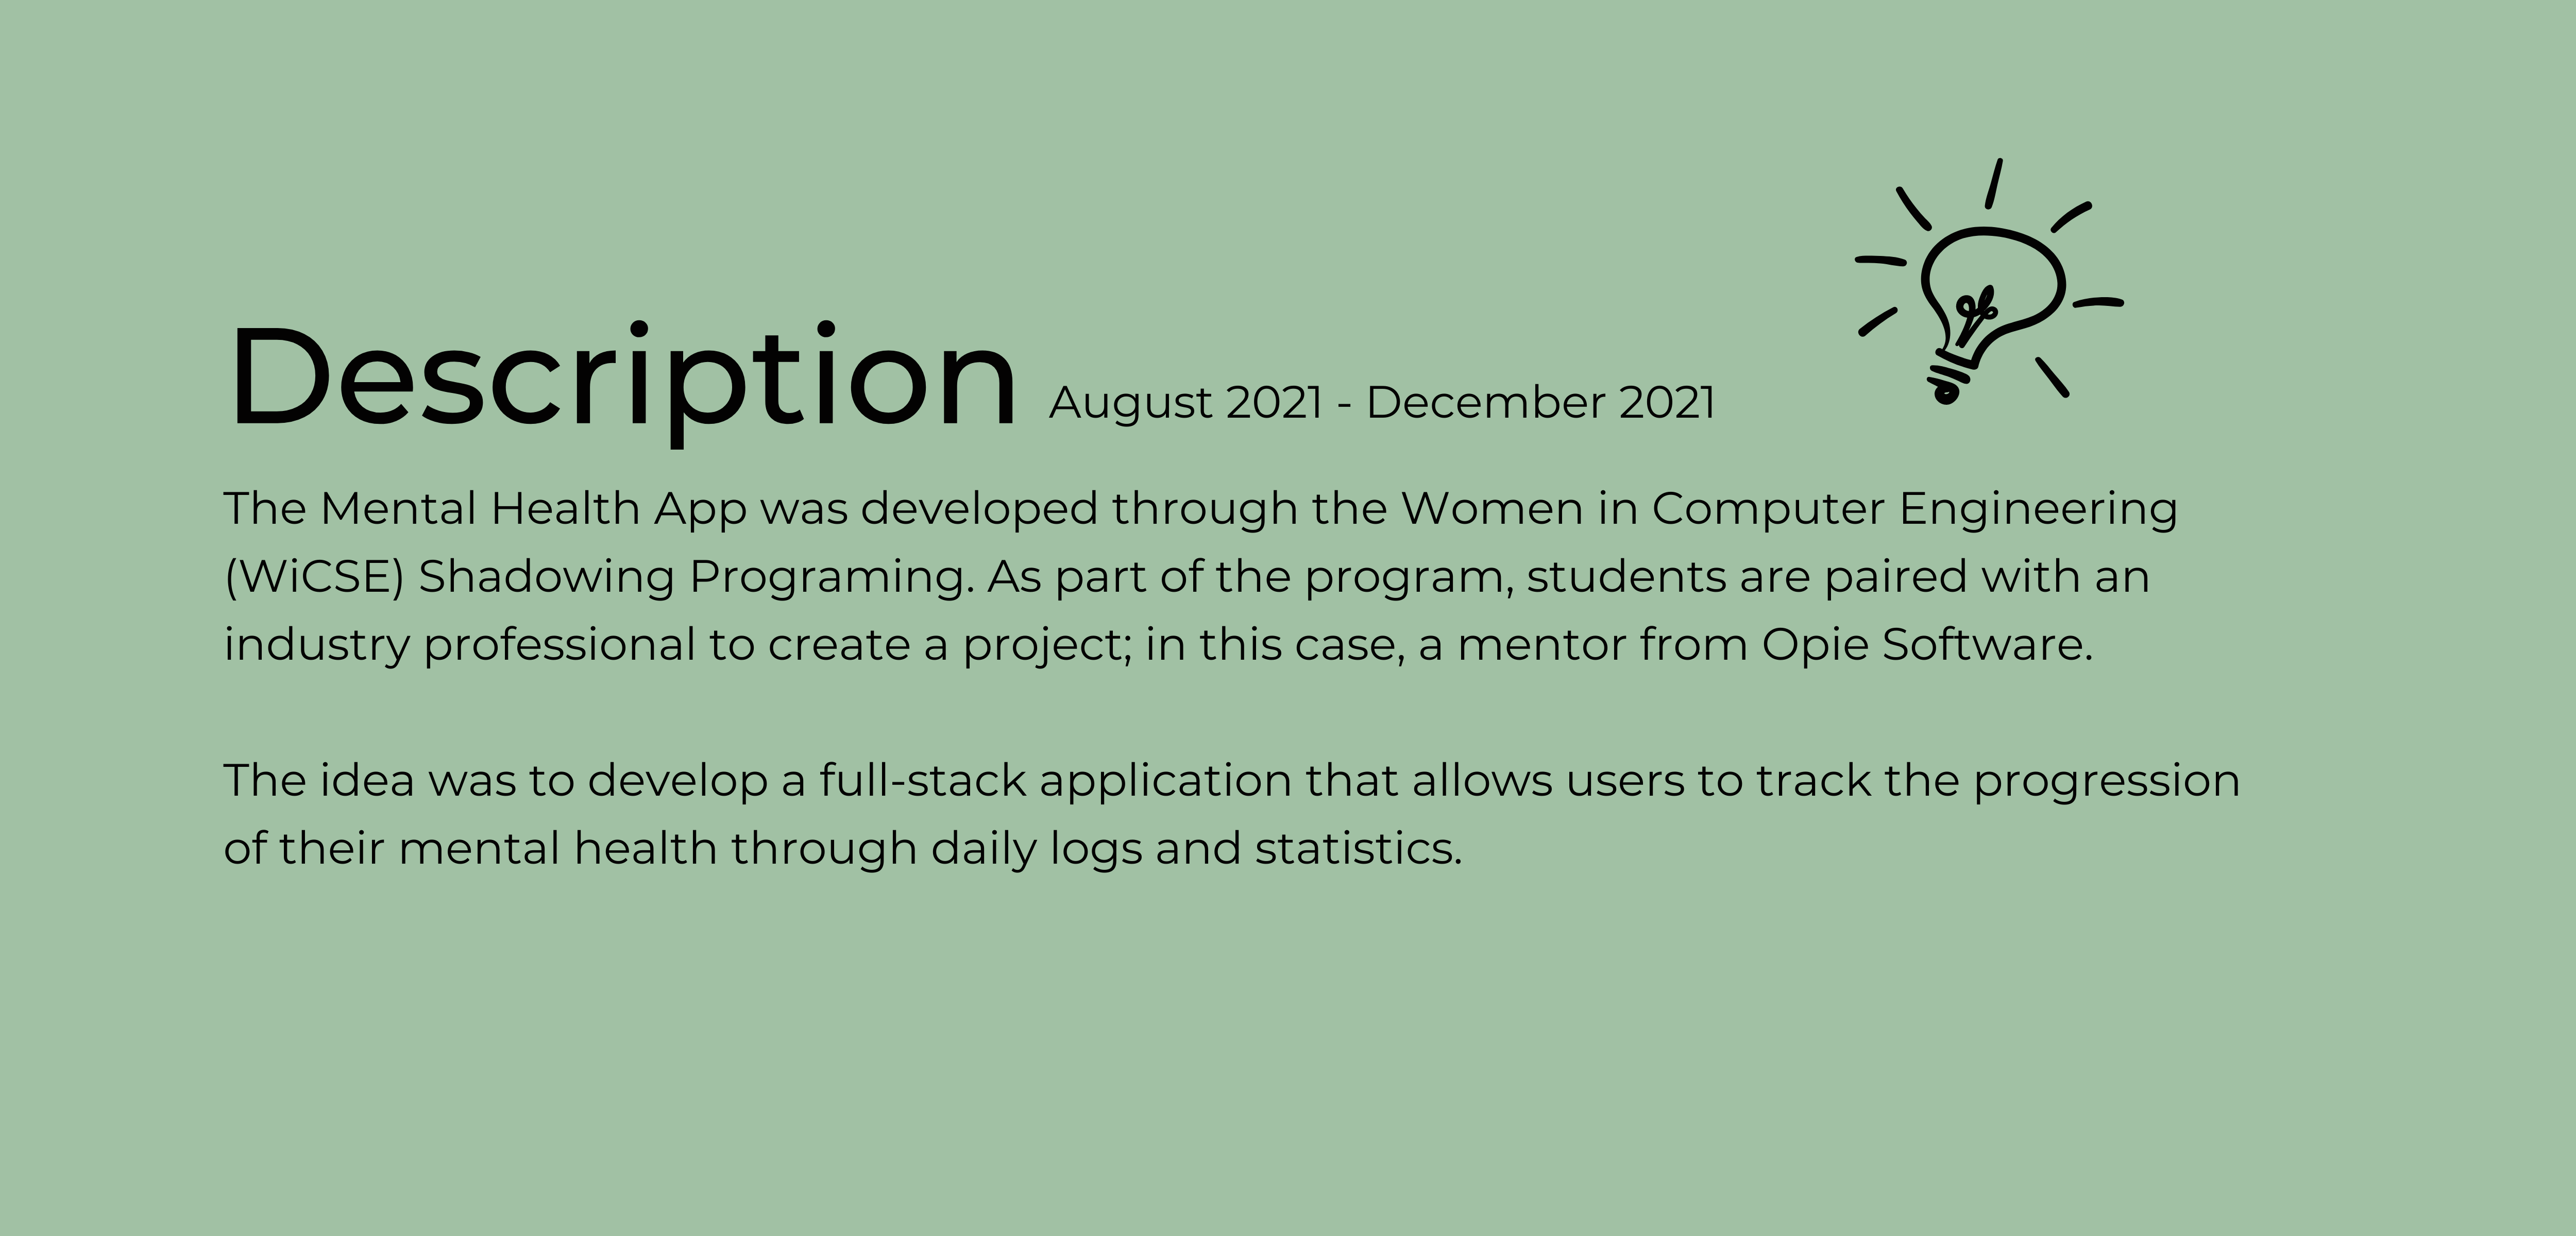 Description August 2021 - December 2021
The Mental Health App was developed through the Women in Computer Engineering
(WiCSE) Shadowing Programing. As part of the program, students are paired with an
industry professional to create a project; in this case, a mentor from Opie Software.
The idea was to develop a full-stack application that allows users to track the progression
of their mental health through daily logs and statistics.